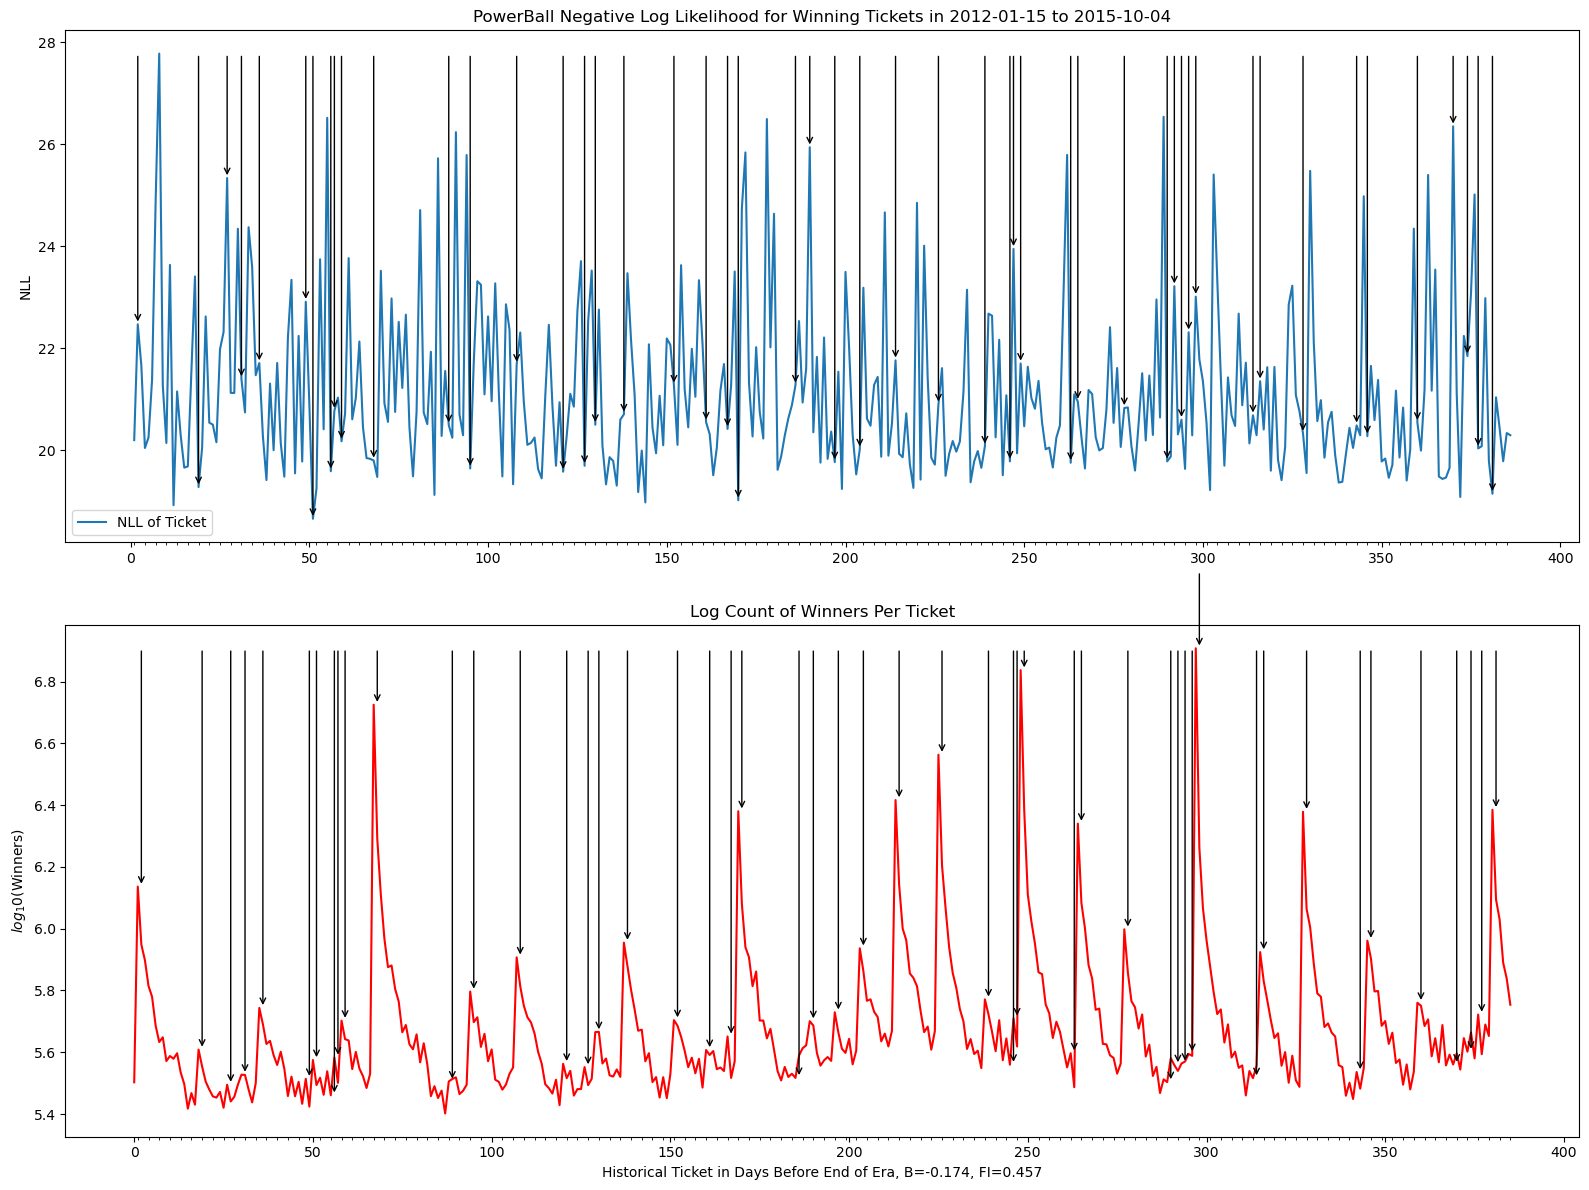 PowerBall Negative Log Likelihood for Winning Tickets in 2012-01-15 to 2015-10-04
28
26
24
22
20
NLL
NLL of Ticket
0 50 100 150 200 250 300 350 400
Log Count of Winners Per Ticket
6.8
6.6
6.4
6.2
6.0
5.8
5.6
5.4
log₁0(Winners)
0 50 100 150 200 250 300 350 400
Historical Ticket in Days Before End of Era, B=-0.174, FI=0.457